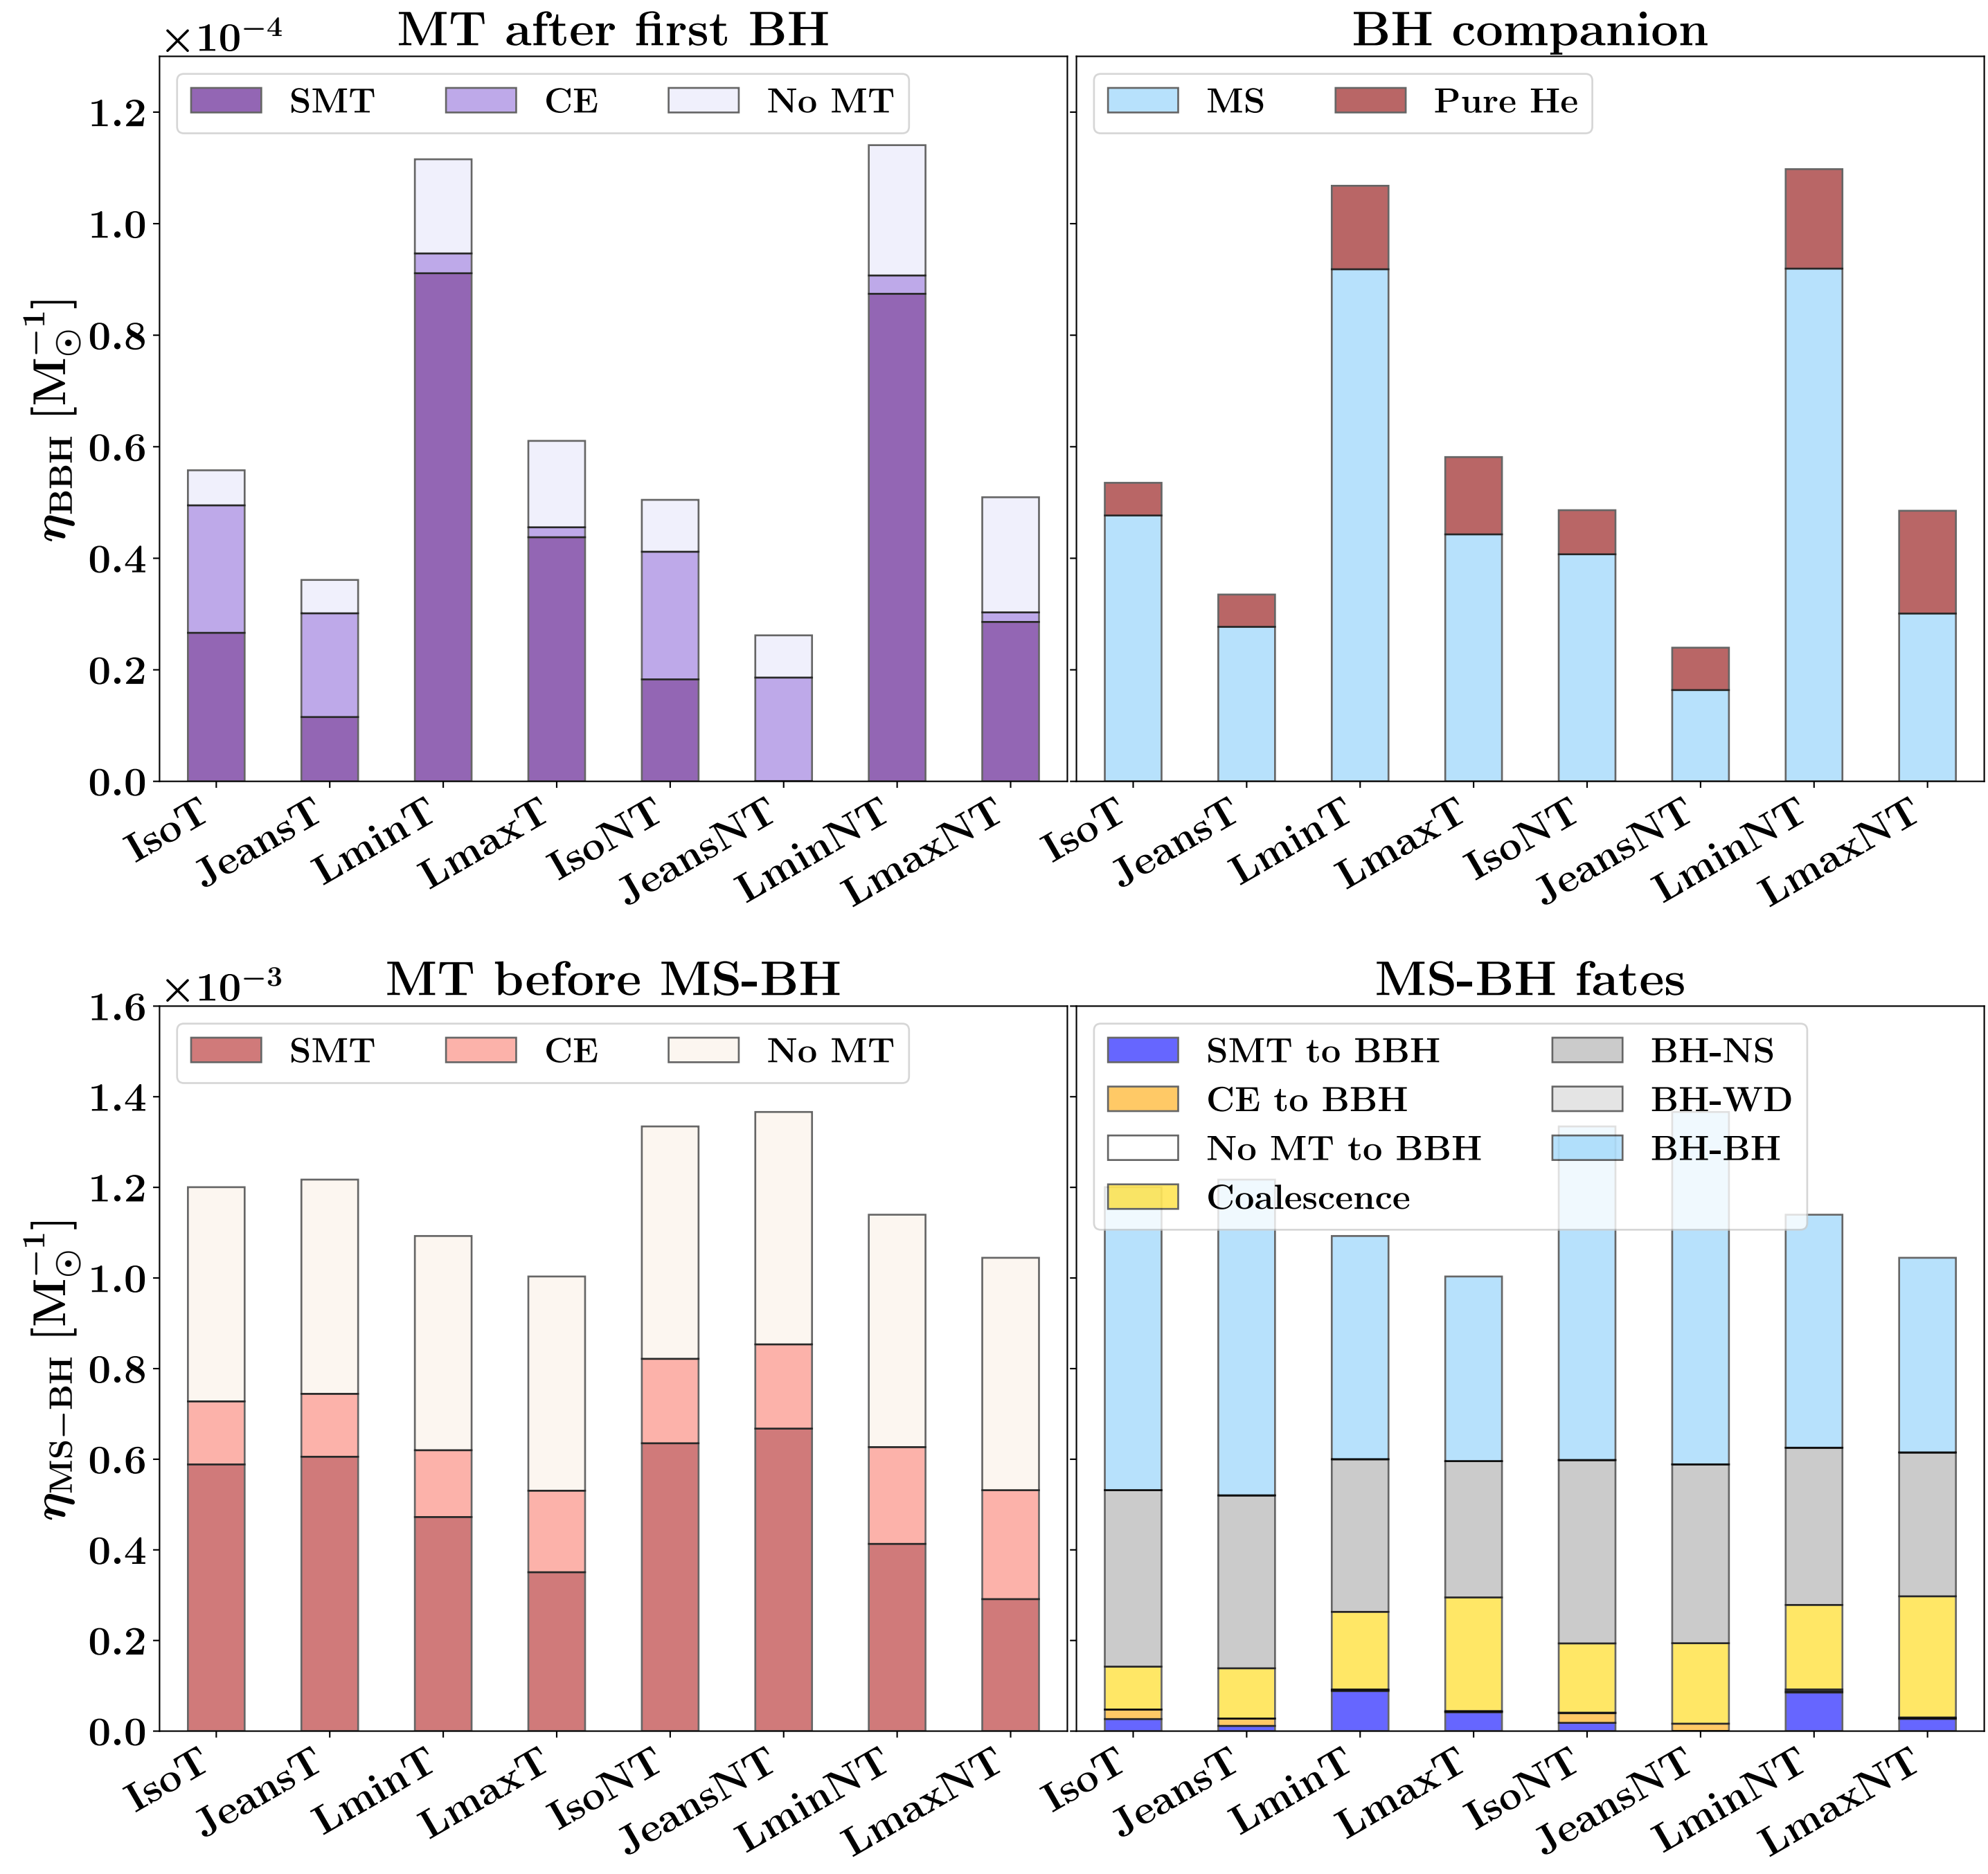 MT after first BH
BH companion
×10⁻⁴
SMT CE No MT
MS Pure He
η_BBH [M_⊙⁻¹]
1.2
1.0
0.8
0.6
0.4
0.2
0.0
IsoT JeansT LminT LmaxT IsoNT JeansNT LminNT LmaxNT
IsoT JeansT LminT LmaxT IsoNT JeansNT LminNT LmaxNT
MT before MS-BH
MS-BH fates
×10⁻³
SMT CE No MT
SMT to BBH BH-NS
CE to BBH BH-WD
No MT to BBH BH-BH
Coalescence
η_MS−BH [M_⊙⁻¹]
1.6
1.4
1.2
1.0
0.8
0.6
0.4
0.2
0.0
IsoT JeansT LminT LmaxT IsoNT JeansNT LminNT LmaxNT
IsoT JeansT LminT LmaxT IsoNT JeansNT LminNT LmaxNT